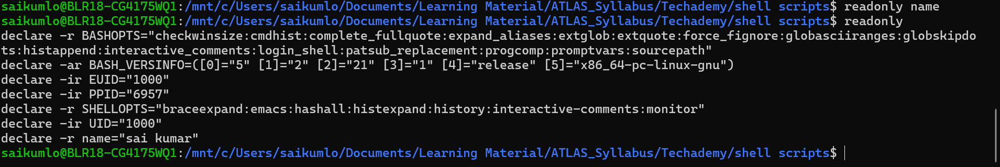 saikumlo@BLR18-CG4175WQ1:/mnt/c/Users/saikumlo/Documents/Learning Material/ATLAS_Syllabus/Techademy/shell scripts$ readonly name
saikumlo@BLR18-CG4175WQ1:/mnt/c/Users/saikumlo/Documents/Learning Material/ATLAS_Syllabus/Techademy/shell scripts$ readonly
declare -r BASHOPTS="checkwinsize:cmdhist:complete_fullquote:expand_aliases:extglob:extquote:force_fignore:globasciiranges:globskipdo
ts:histappend:interactive_comments:login_shell:patsub_replacement:progcomp:promptvars:sourcepath"
declare -ar BASH_VERSINFO=([0]="5" [1]="2" [2]="21" [3]="1" [4]="release" [5]="x86_64-pc-linux-gnu")
declare -ir EUID="1000"
declare -ir PPID="6957"
declare -r SHELLOPTS="braceexpand:emacs:hashall:histexpand:history:interactive-comments:monitor"
declare -ir UID="1000"
declare -r name="sai kumar"
saikumlo@BLR18-CG4175WQ1:/mnt/c/Users/saikumlo/Documents/Learning Material/ATLAS_Syllabus/Techademy/shell scripts$